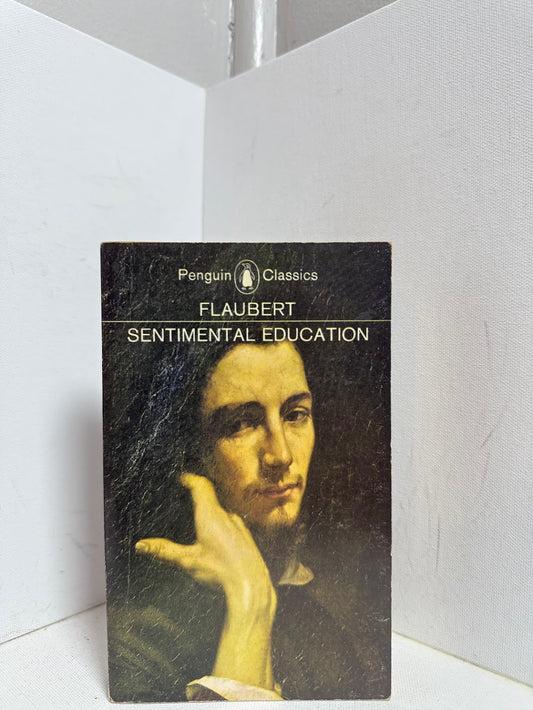 Penguin Classics
FLAUBERT
SENTIMENTAL EDUCATION